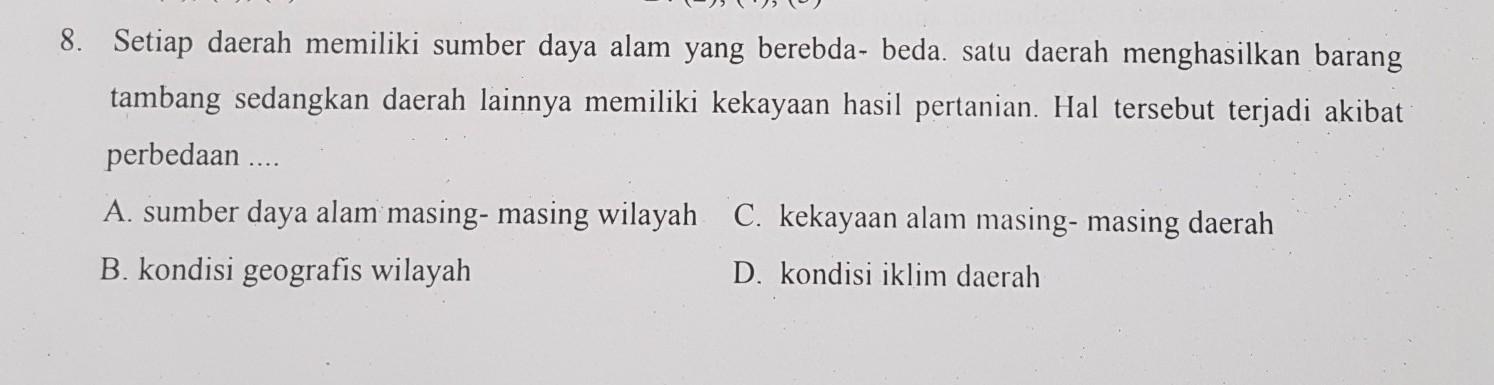 8. Setiap daerah memiliki sumber daya alam yang berebda- beda. satu daerah menghasilkan barang
tambang sedangkan daerah lainnya memiliki kekayaan hasil pertanian. Hal tersebut terjadi akibat
perbedaan ....
A. sumber daya alam masing- masing wilayah C. kekayaan alam masing- masing daerah
B. kondisi geografis wilayah D. kondisi iklim daerah